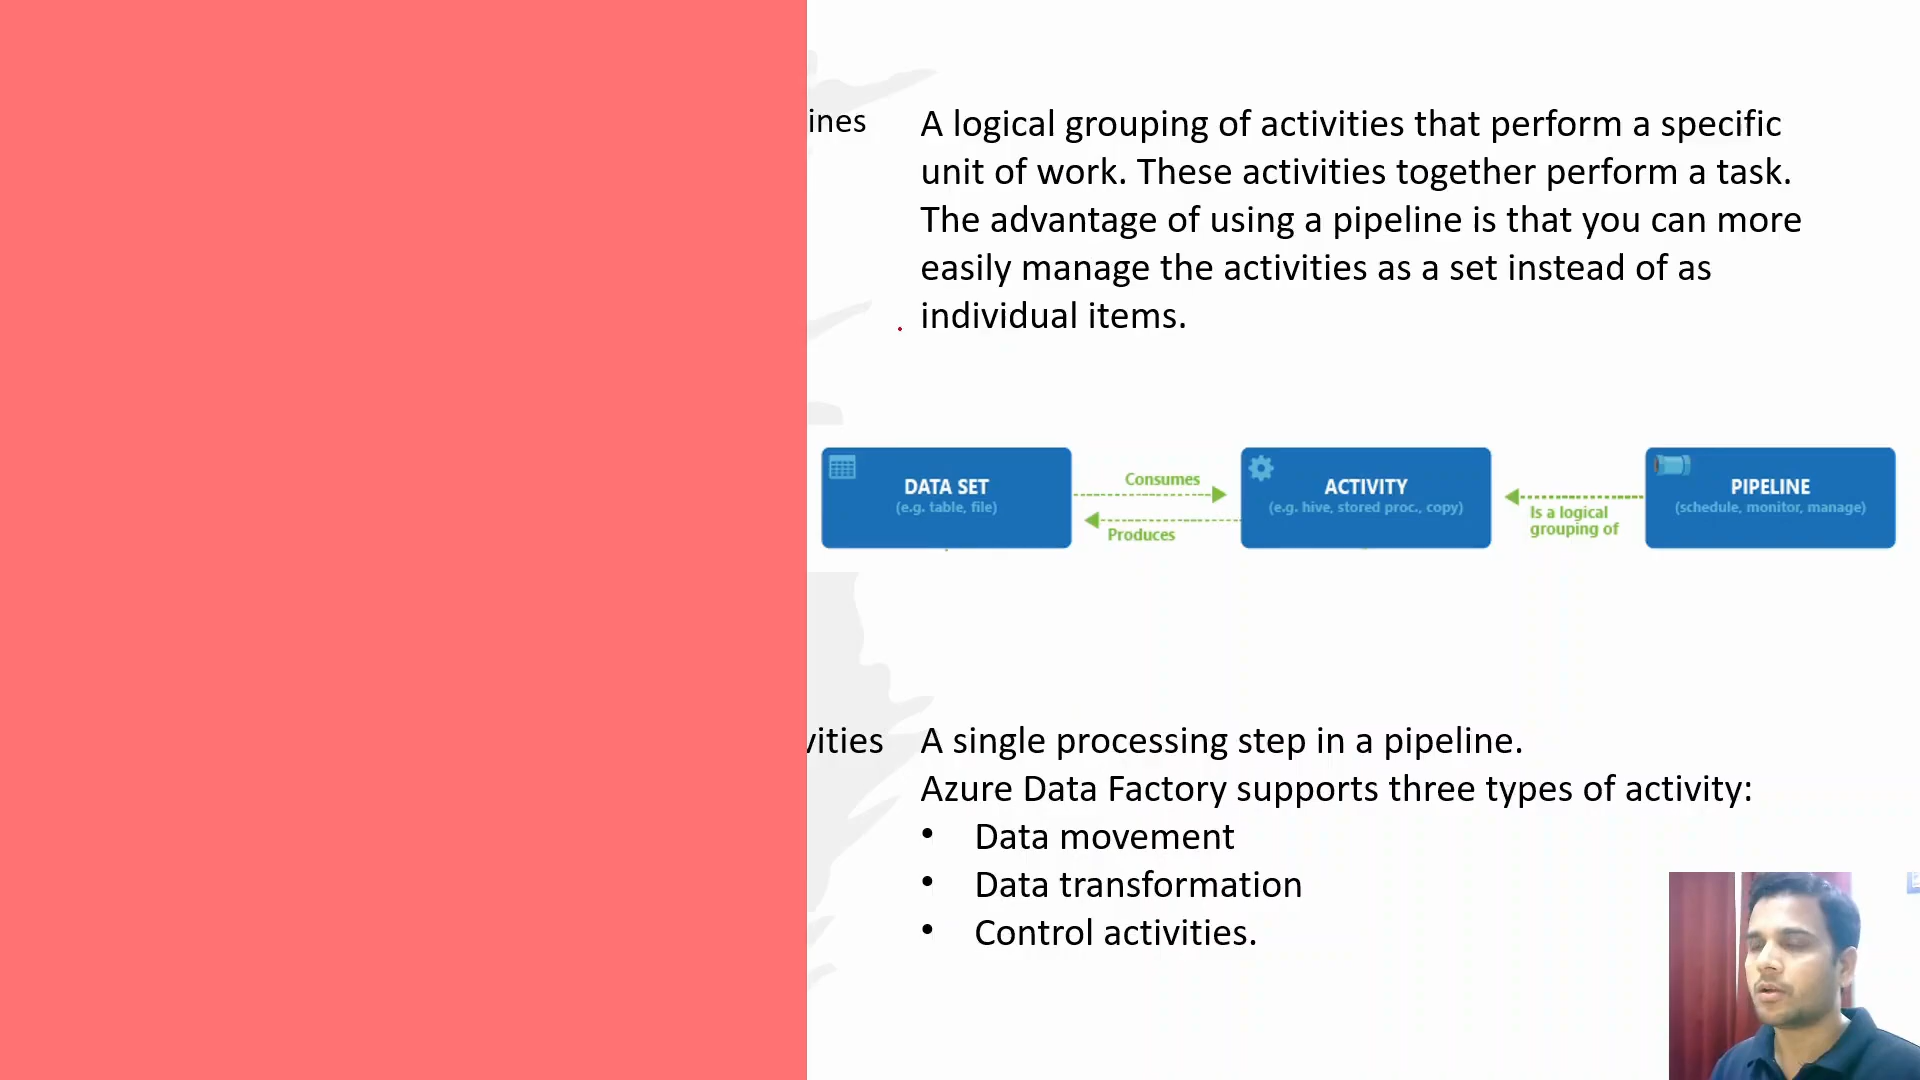 ines
A logical grouping of activities that perform a specific
unit of work. These activities together perform a task.
The advantage of using a pipeline is that you can more
easily manage the activities as a set instead of as
individual items.
DATA SET
(e.g. table, file)
Consumes
Produces
ACTIVITY
(e.g. hive, stored proc., copy)
Is a logical
grouping of
PIPELINE
(schedule, monitor, manage)
vities
A single processing step in a pipeline.
Azure Data Factory supports three types of activity:
• Data movement
• Data transformation
• Control activities.